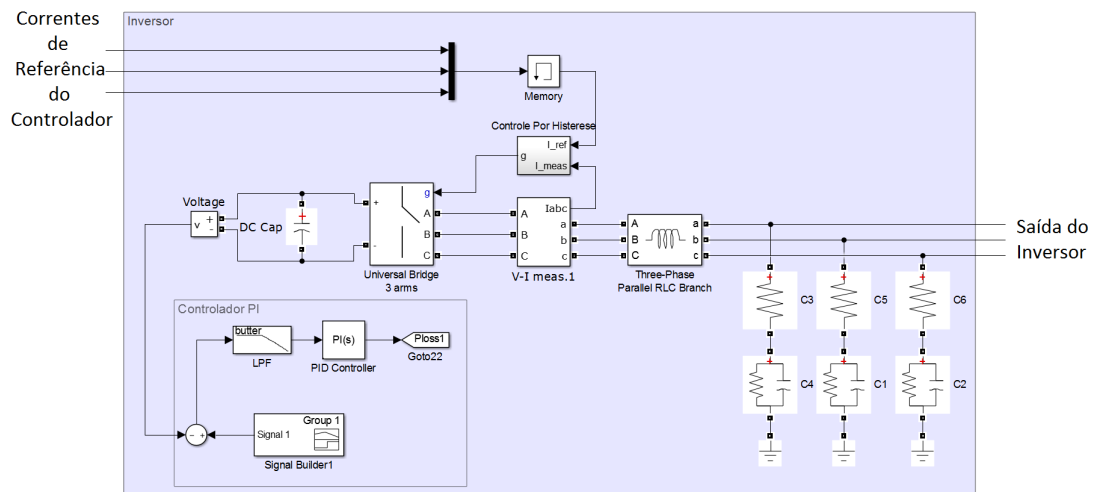 Correntes
de
Referência
do
Controlador
Inversor
Memory
Controle Por Histerese
I_ref
g
I_meas
Voltage
v
+
-
DC Cap
+
g
+
A
B
-
C
Universal Bridge
3 arms
Iabc
A
a
B
b
C
c
V-I meas.1
A
a
B
b
C
c
Three-Phase
Parallel RLC Branch
Saída do
Inversor
+
C3
+
C5
+
C6
+
C4
+
C1
+
C2
Controlador PI
butter
LPF
PI(s)
PID Controller
Ploss1
Goto22
- +
Group 1
Signal 1
Signal Builder1